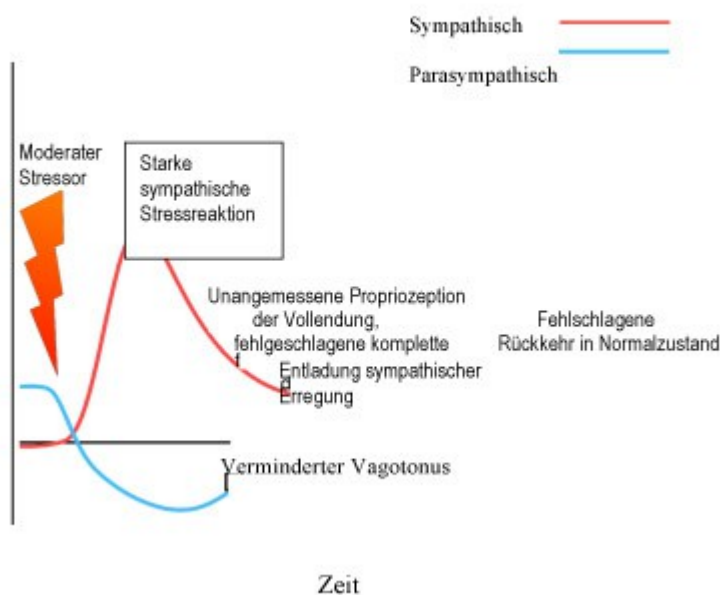 Sympathisch
Parasympathisch
Moderater
Stressor
Starke
sympathische
Stressreaktion
Unangemessene Propriozeption
der Vollendung,
fehlgeschlagene komplette
Entladung sympathischer
Erregung
Fehlschlagene
Rückkehr in Normalzustand
Verminderter Vagotonus
Zeit